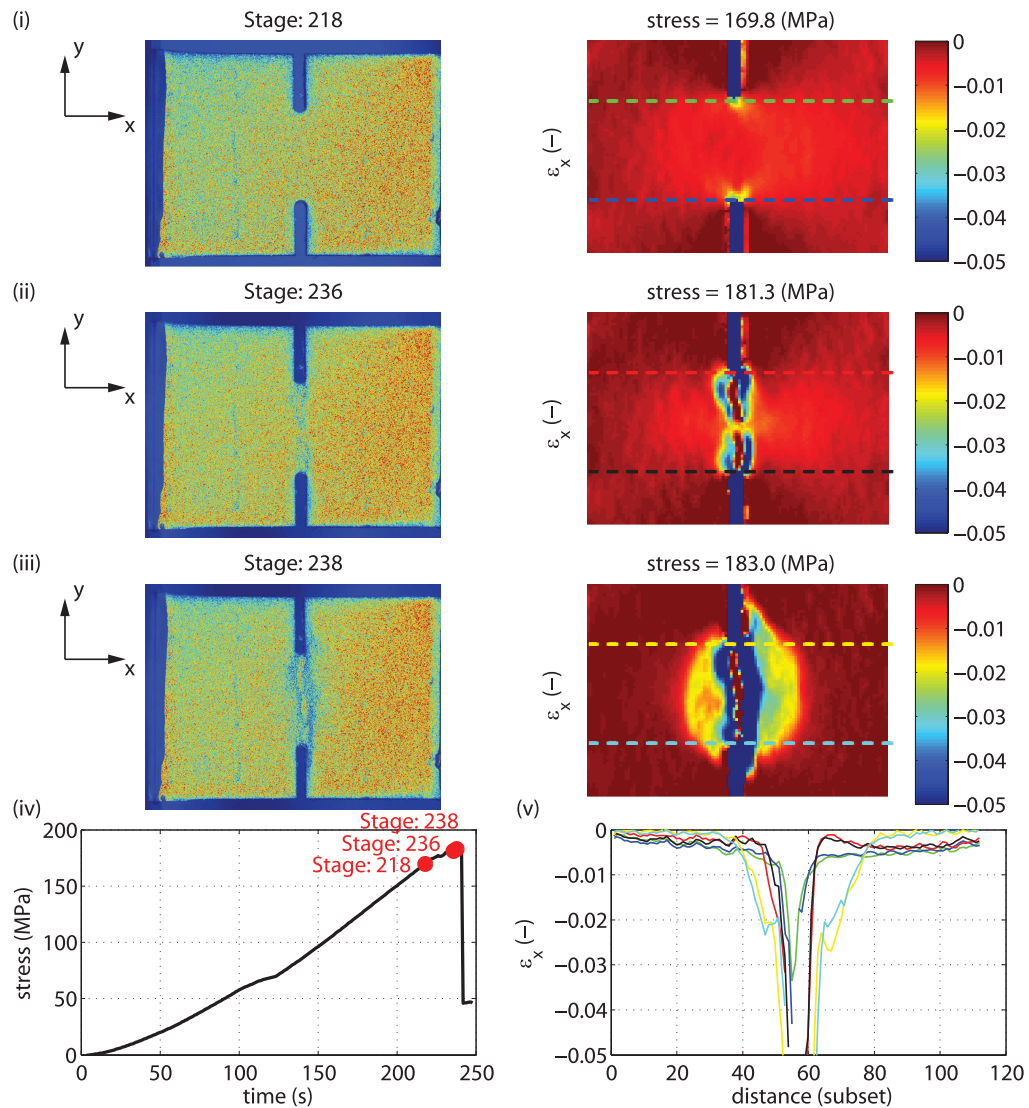 (i)
Stage: 218
stress = 169.8 (MPa)
y
x
εx (−)
0
−0.01
−0.02
−0.03
−0.04
−0.05
(ii)
Stage: 236
stress = 181.3 (MPa)
y
x
εx (−)
0
−0.01
−0.02
−0.03
−0.04
−0.05
(iii)
Stage: 238
stress = 183.0 (MPa)
y
x
εx (−)
0
−0.01
−0.02
−0.03
−0.04
−0.05
(iv)
Stage: 238
Stage: 236
Stage: 218
200
150
100
50
0
stress (MPa)
0
50
100
150
200
250
time (s)
(v)
0
−0.01
−0.02
−0.03
−0.04
−0.05
εx (−)
0
20
40
60
80
100
120
distance (subset)